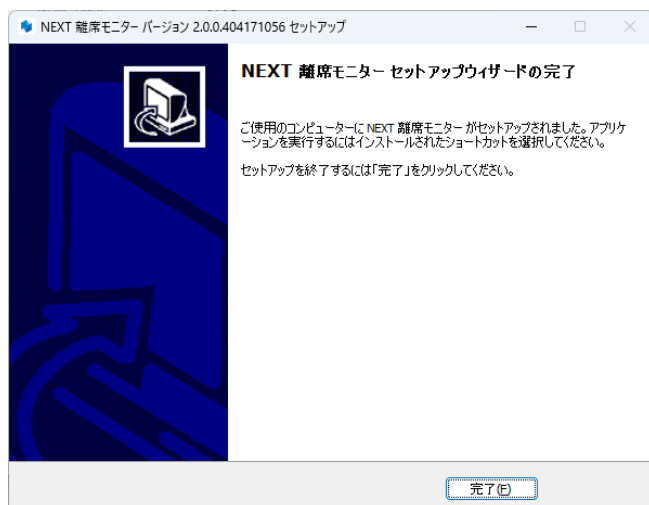 NEXT 離席モニター バージョン 2.0.0.404171056 セットアップ
NEXT 離席モニター セットアップウィザードの完了
ご使用のコンピューターに NEXT 離席モニター がセットアップされました。アプリケ
ーションを実行するにはインストールされたショートカットを選択してください。
セットアップを終了するには「完了」をクリックしてください。
完了(F)